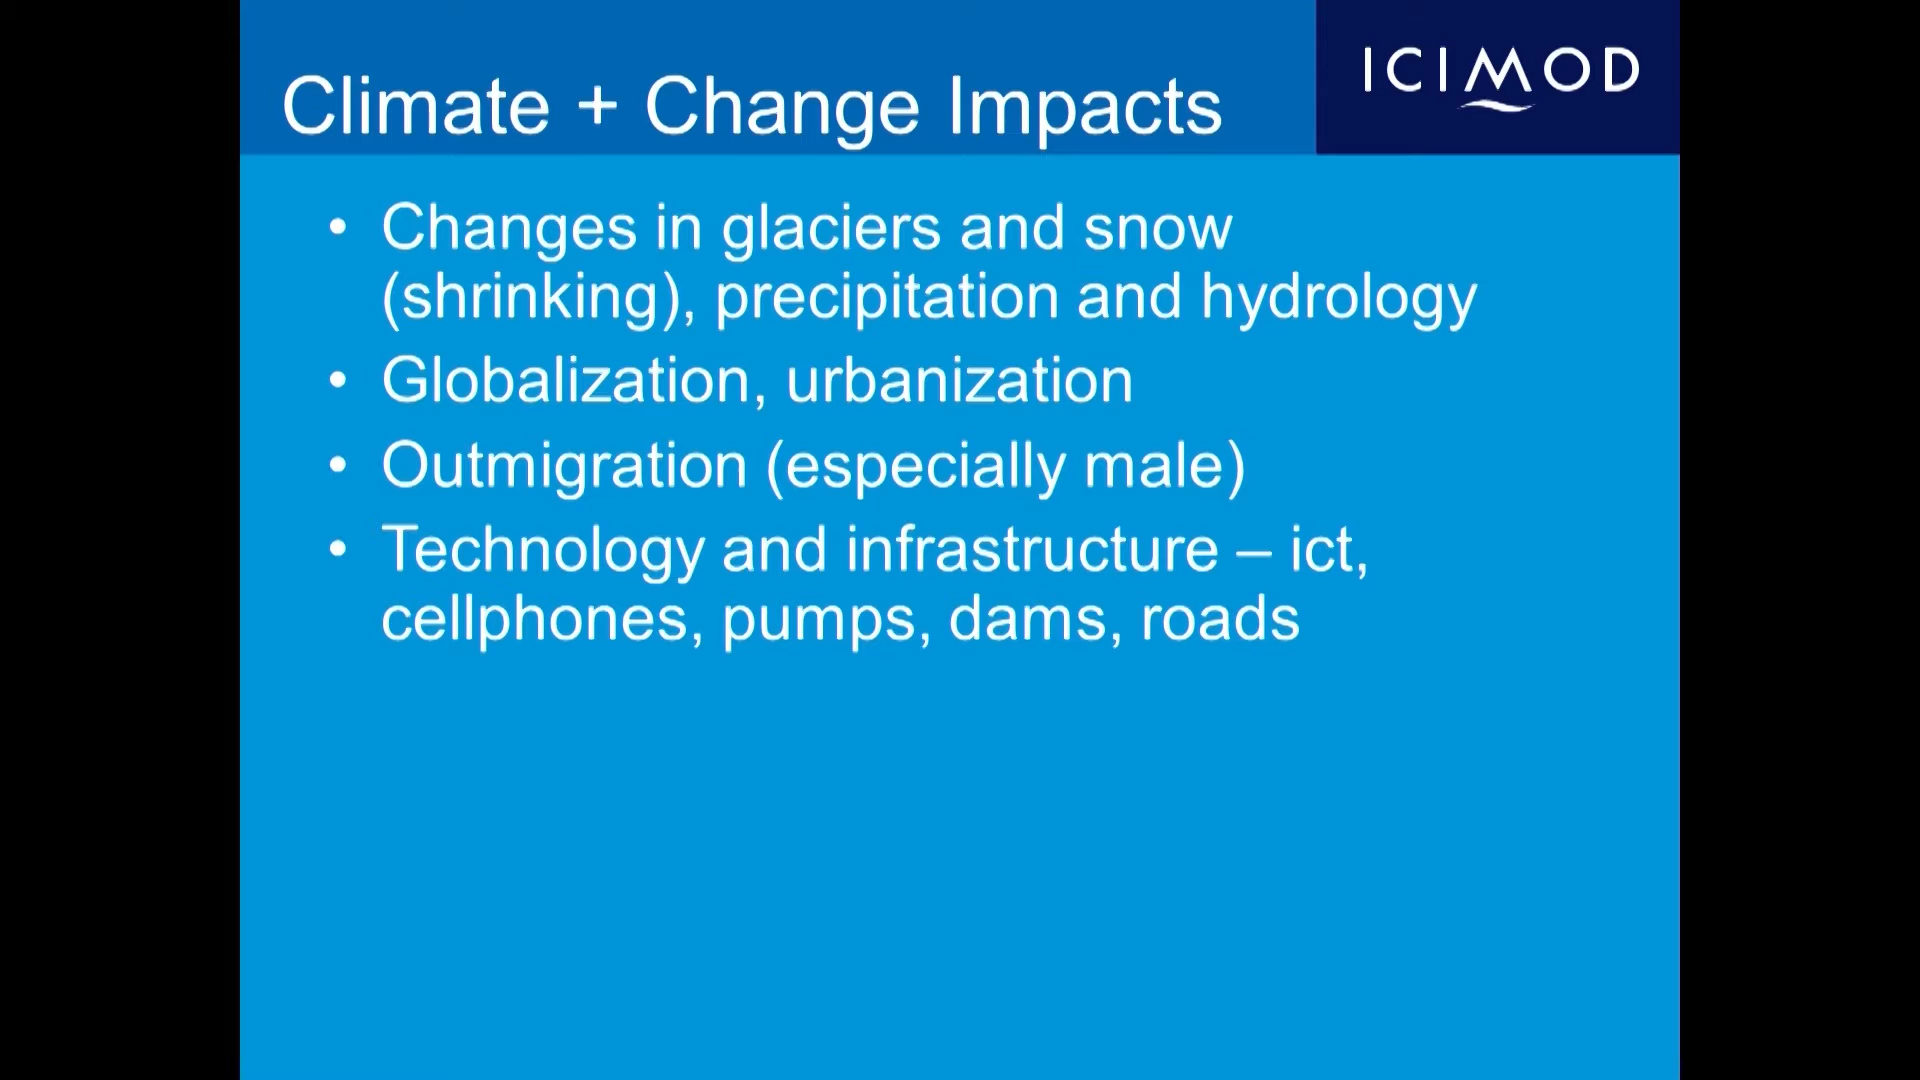 Climate + Change Impacts
ICIMOD
• Changes in glaciers and snow
(shrinking), precipitation and hydrology
• Globalization, urbanization
• Outmigration (especially male)
• Technology and infrastructure – ict,
cellphones, pumps, dams, roads